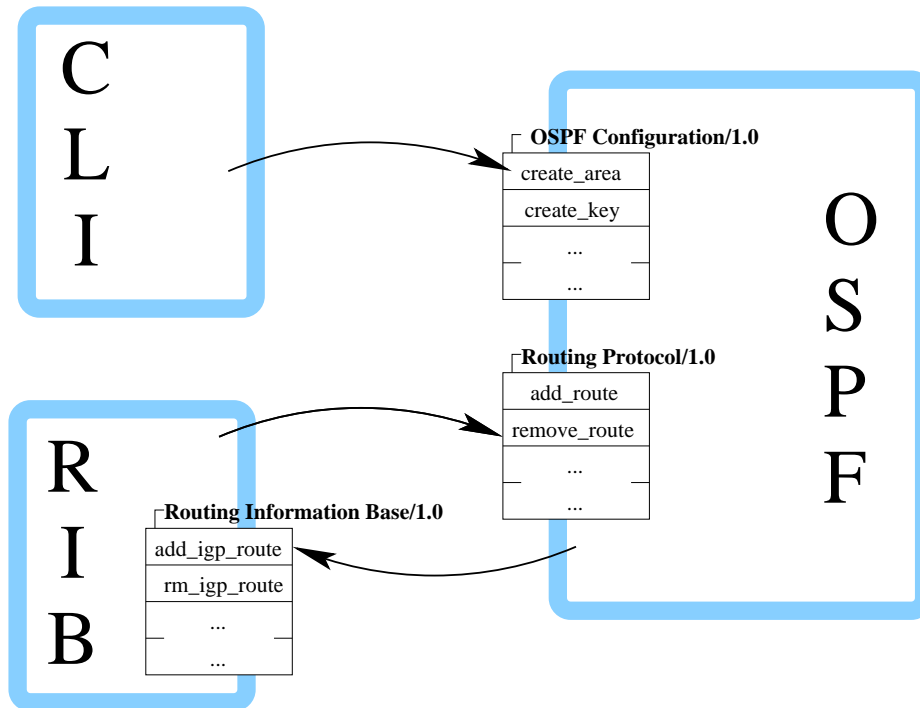 C
L
I
OSPF Configuration/1.0
create_area
create_key
...
...
O
S
P
F
Routing Protocol/1.0
add_route
remove_route
...
...
R
I
B
Routing Information Base/1.0
add_igp_route
rm_igp_route
...
...